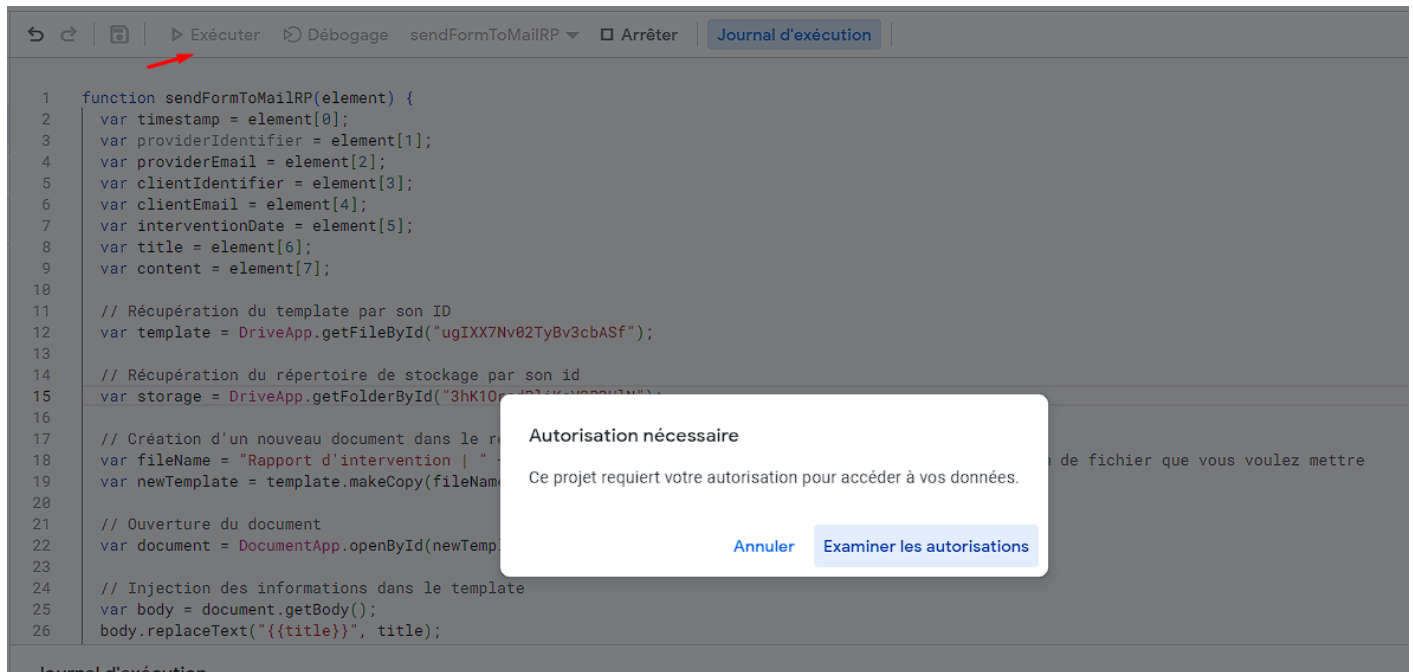 Exécuter Débogage sendFormToMailRP Arrêter Journal d'exécution
1 function sendFormToMailRP(element) {
2 var timestamp = element[0];
3 var providerIdentifier = element[1];
4 var providerEmail = element[2];
5 var clientIdentifier = element[3];
6 var clientEmail = element[4];
7 var interventionDate = element[5];
8 var title = element[6];
9 var content = element[7];
10
11 // Récupération du template par son ID
12 var template = DriveApp.getFileById("ugIXX7Nv02TyBv3cbASf");
13
14 // Récupération du répertoire de stockage par son id
15 var storage = DriveApp.getFolderById(
16
17 // Création d'un nouveau document dans le
18 var fileName = "Rapport d'intervention | " de fichier que vous voulez mettre
19 var newTemplate = template.makeCopy(
20
21 // Ouverture du document
22 var document = DocumentApp.openById(
23
24 // Injection des informations dans le template
25 var body = document.getBody();
26 body.replaceText("{{title}}", title);
Autorisation nécessaire
Ce projet requiert votre autorisation pour accéder à vos données.
Annuler Examiner les autorisations
Journal d'exécution